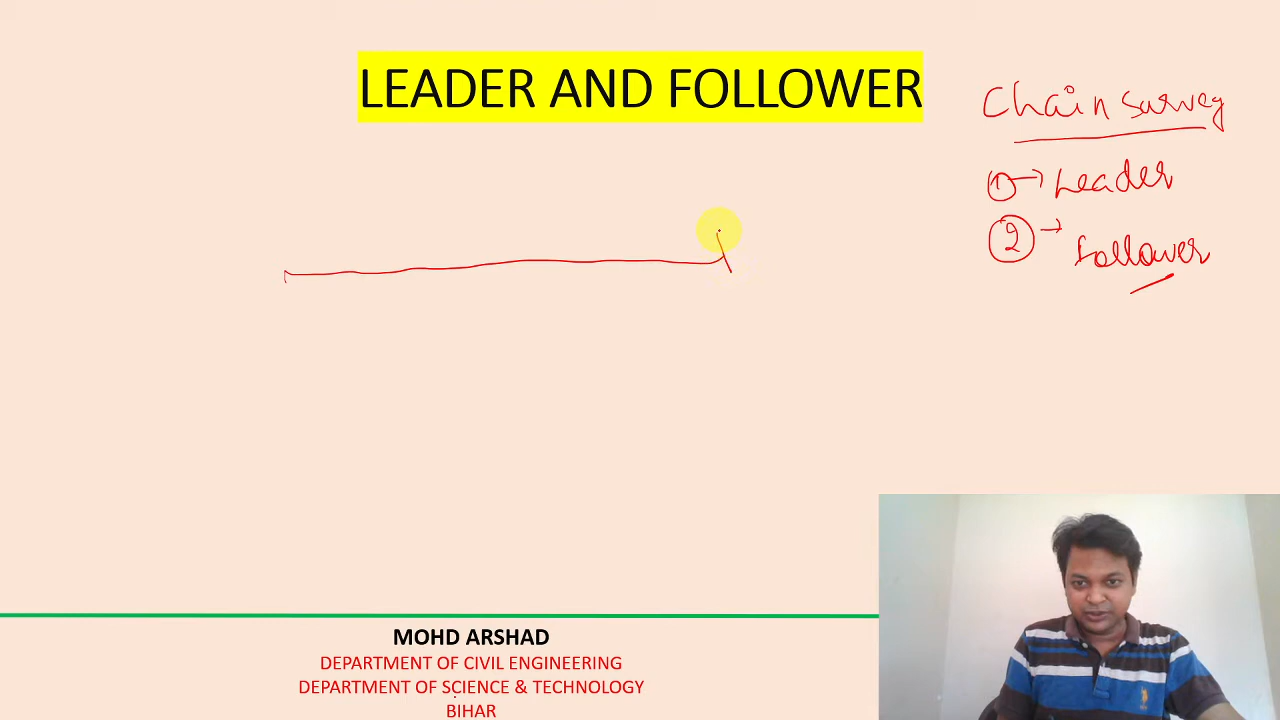 LEADER AND FOLLOWER
Chain survey
1 → Leader
2 → Follower
MOHD ARSHAD
DEPARTMENT OF CIVIL ENGINEERING
DEPARTMENT OF SCIENCE & TECHNOLOGY
BIHAR